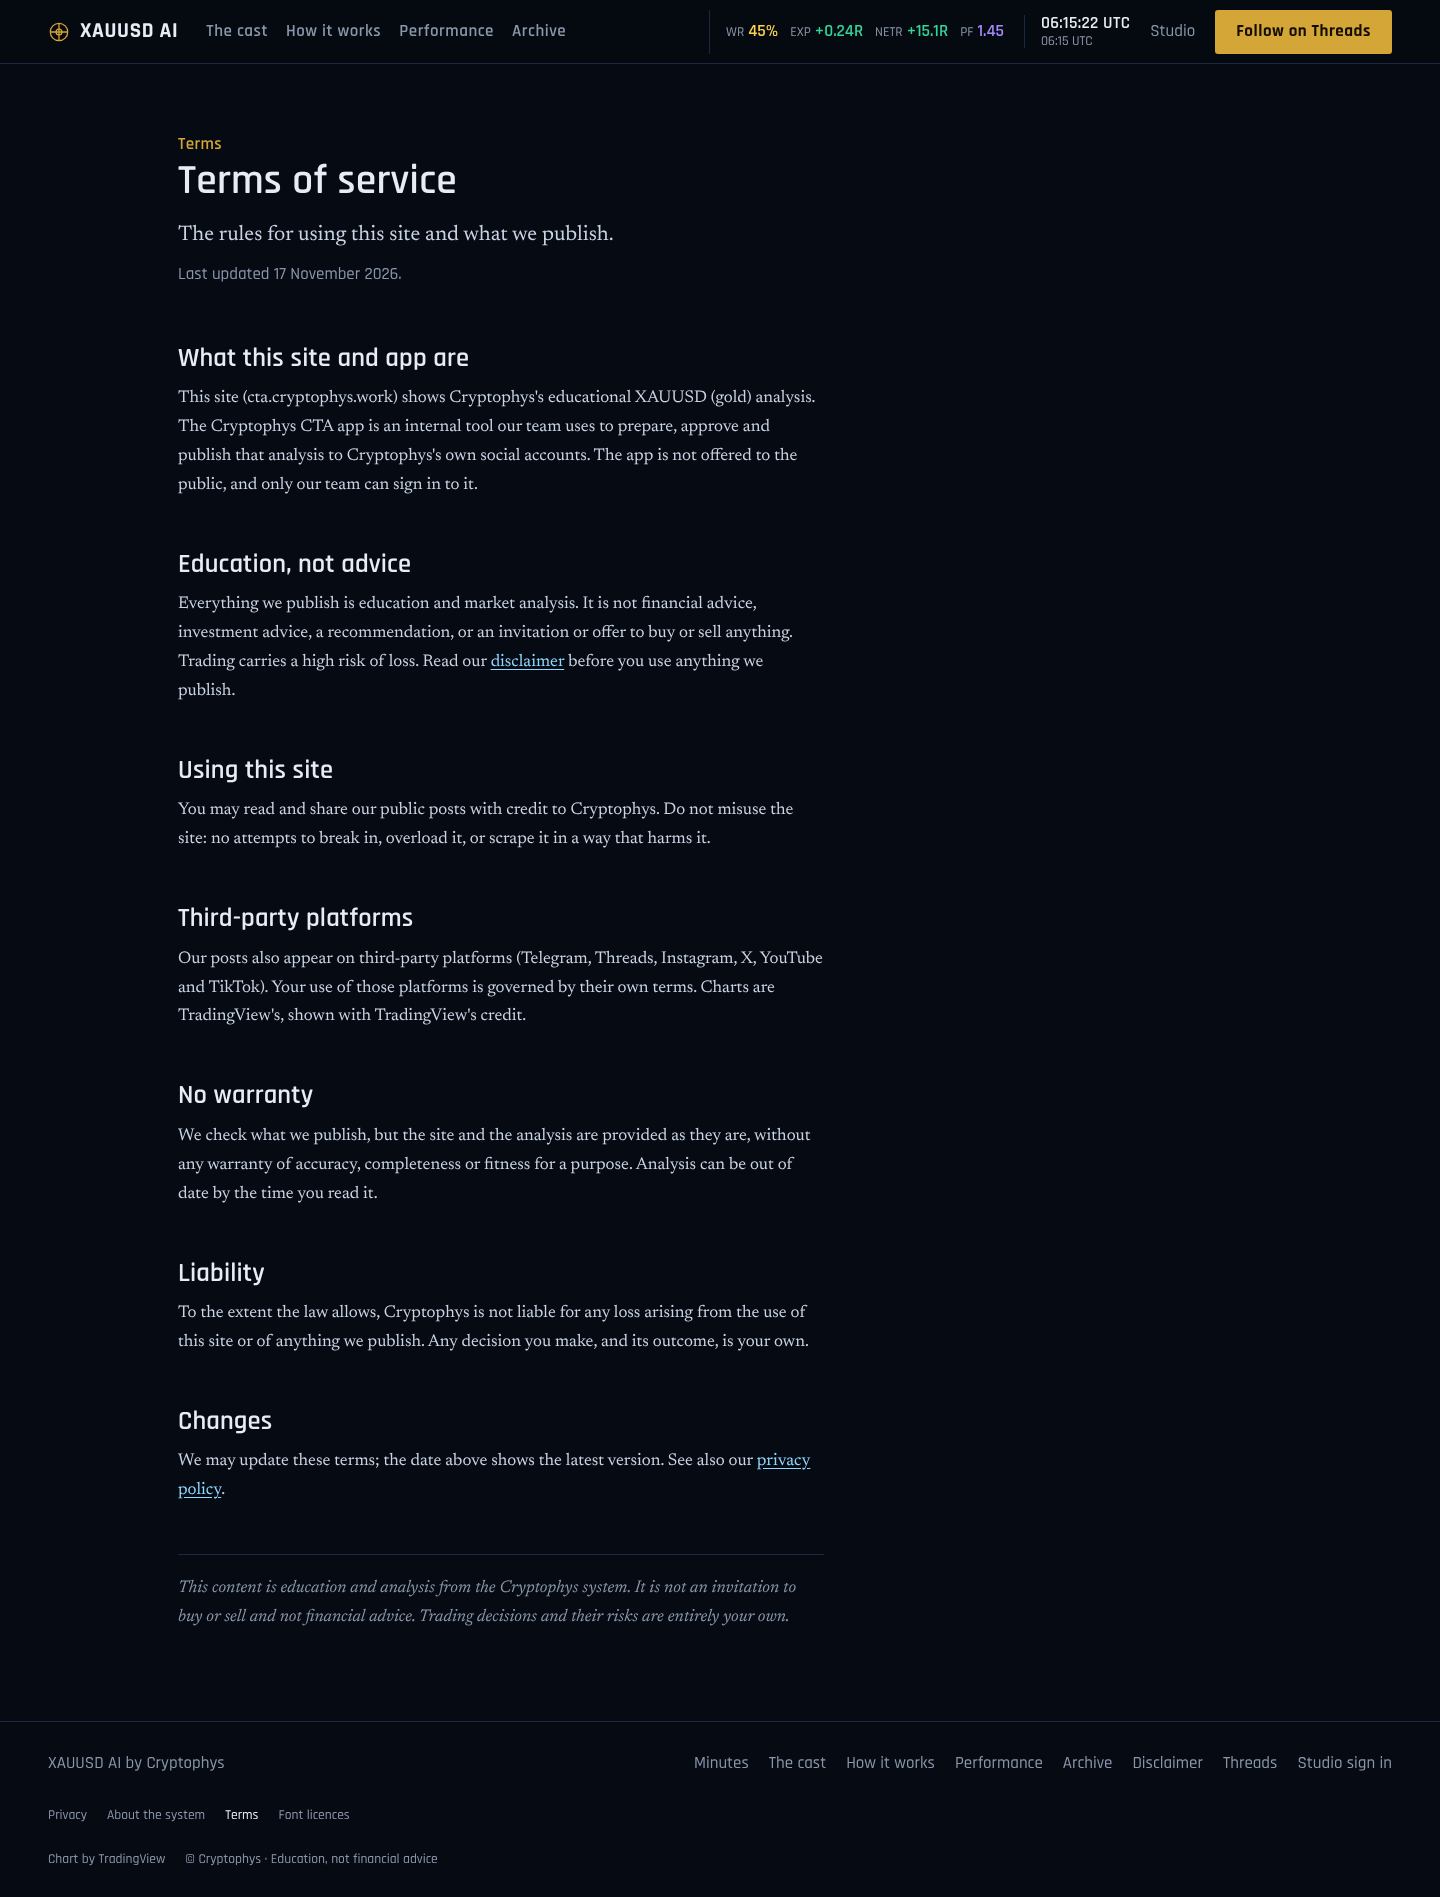 XAUUSD AI
The cast
How it works
Performance
Archive
WR 45% EXP +0.24R NETR +15.1R PF 1.45
06:15:22 UTC
06:15 UTC
Studio
Follow on Threads
Terms
Terms of service
The rules for using this site and what we publish.
Last updated 17 November 2026.
What this site and app are
This site (cta.cryptophys.work) shows Cryptophys's educational XAUUSD (gold) analysis.
The Cryptophys CTA app is an internal tool our team uses to prepare, approve and
publish that analysis to Cryptophys's own social accounts. The app is not offered to the
public, and only our team can sign in to it.
Education, not advice
Everything we publish is education and market analysis. It is not financial advice,
investment advice, a recommendation, or an invitation or offer to buy or sell anything.
Trading carries a high risk of loss. Read our disclaimer before you use anything we
publish.
Using this site
You may read and share our public posts with credit to Cryptophys. Do not misuse the
site: no attempts to break in, overload it, or scrape it in a way that harms it.
Third-party platforms
Our posts also appear on third-party platforms (Telegram, Threads, Instagram, X, YouTube
and TikTok). Your use of those platforms is governed by their own terms. Charts are
TradingView's, shown with TradingView's credit.
No warranty
We check what we publish, but the site and the analysis are provided as they are, without
any warranty of accuracy, completeness or fitness for a purpose. Analysis can be out of
date by the time you read it.
Liability
To the extent the law allows, Cryptophys is not liable for any loss arising from the use of
this site or of anything we publish. Any decision you make, and its outcome, is your own.
Changes
We may update these terms; the date above shows the latest version. See also our privacy
policy.
This content is education and analysis from the Cryptophys system. It is not an invitation to
buy or sell and not financial advice. Trading decisions and their risks are entirely your own.
XAUUSD AI by Cryptophys
Minutes
The cast
How it works
Performance
Archive
Disclaimer
Threads
Studio sign in
Privacy
About the system
Terms
Font licences
Chart by TradingView
© Cryptophys · Education, not financial advice